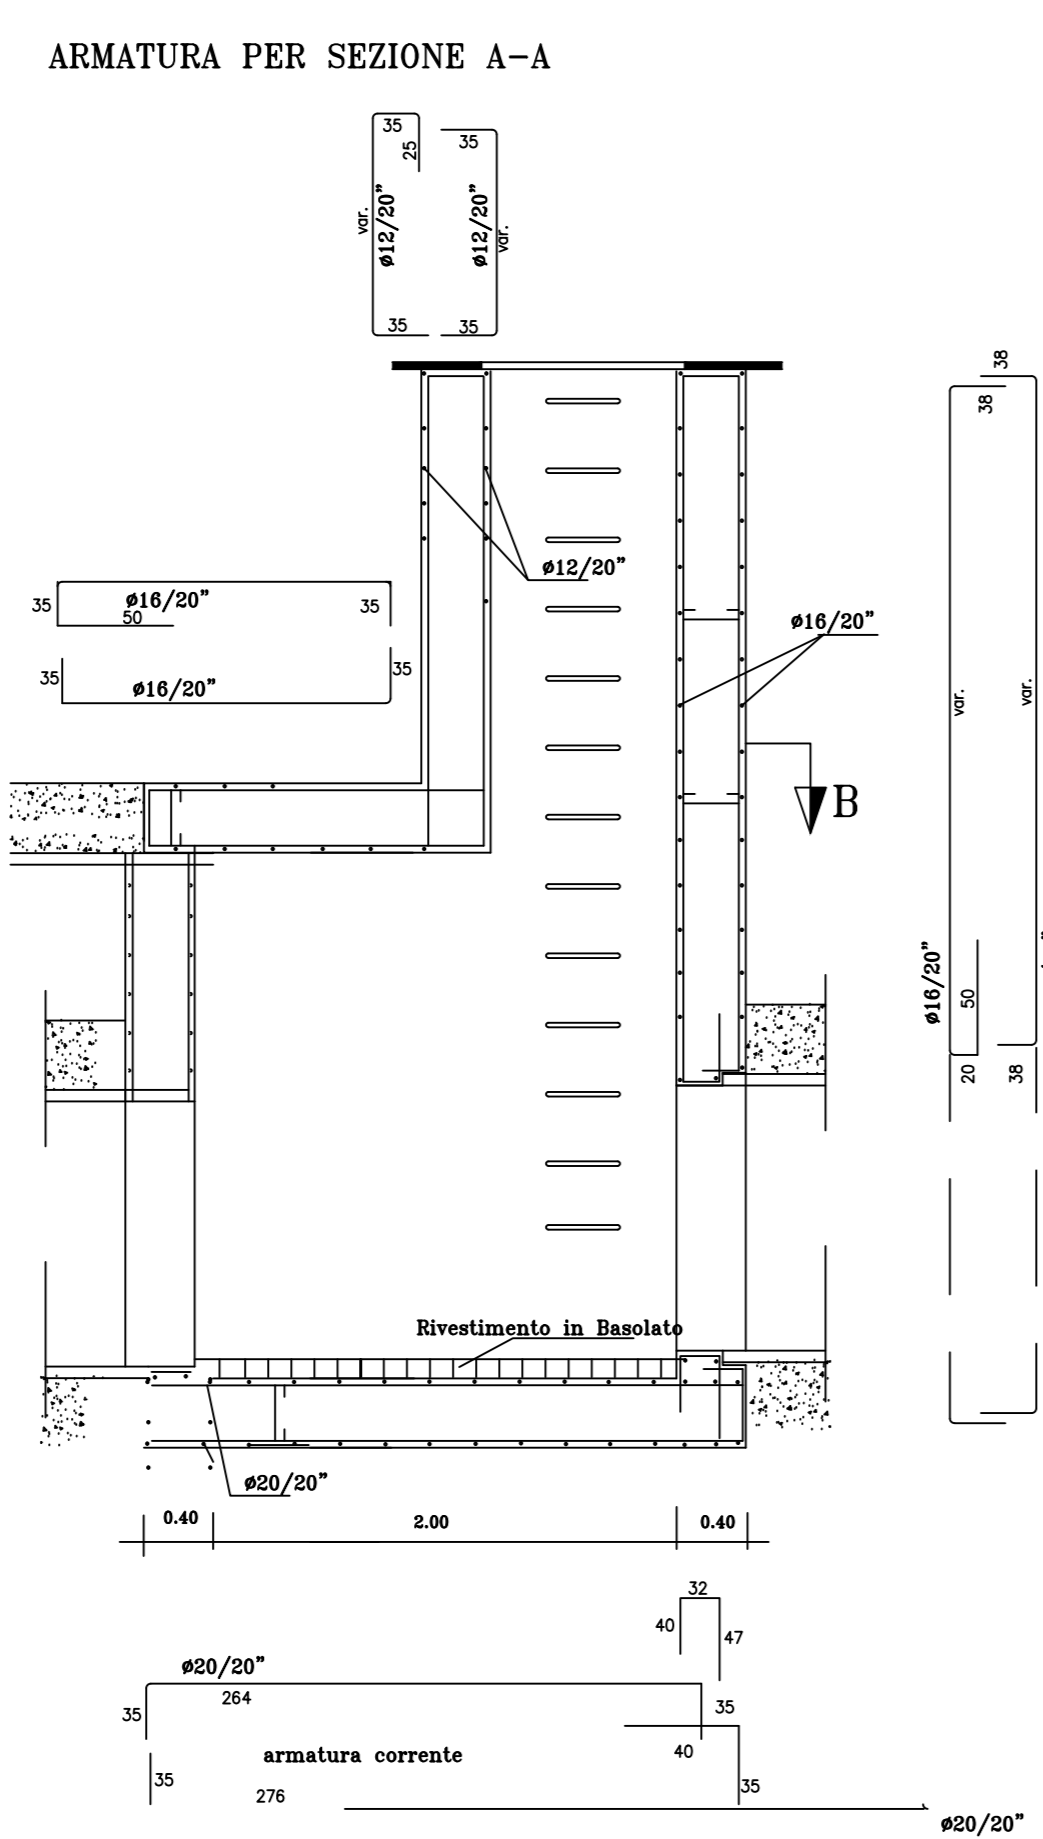 ARMATURA PER SEZIONE A-A
35
35
25
ø12/20"
var.
ø12/20"
var.
35
35
38
38
ø12/20"
ø16/20"
35
50
35
ø16/20"
35
35
ø16/20"
var.
var.
B
ø16/20"
50
20
38
Rivestimento in Basolato
ø20/20"
0.40
2.00
0.40
32
40
47
ø20/20"
264
35
35
40
armatura corrente
35
276
35
ø20/20"